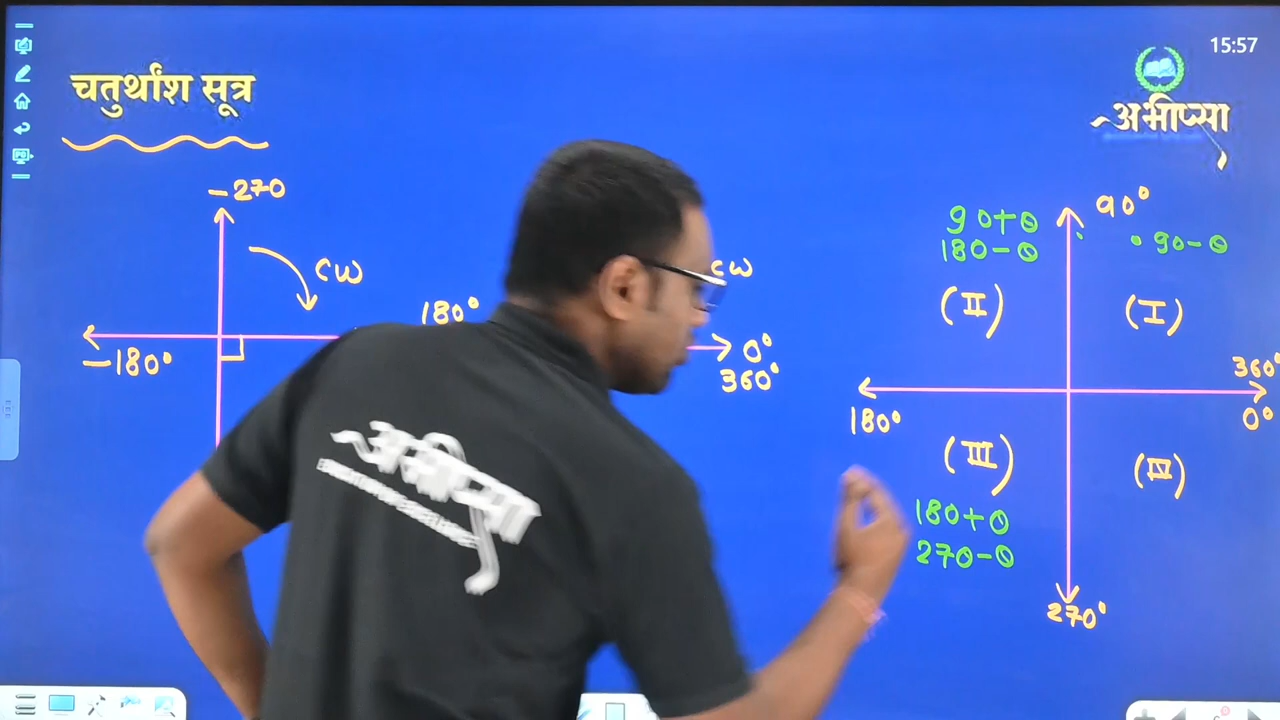 15:57
चतुर्थांश सूत्र
अभीप्सा
-270
CW
-180°
180°
CW
0°
360°
90°
90+θ
180-θ
90-θ
(II)
(I)
360°
0°
180°
(III)
(IV)
180+θ
270-θ
270°
अभीप्सा